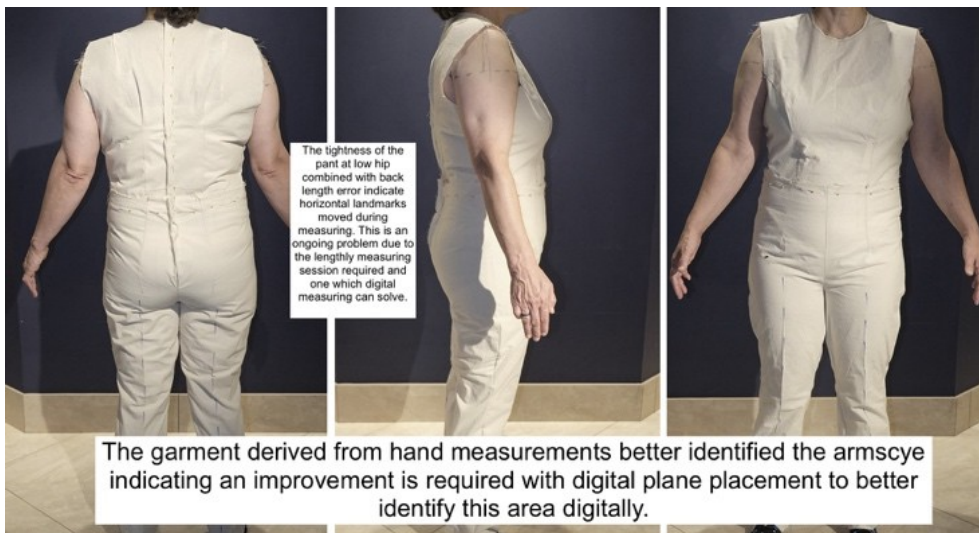 The tightness of the
pant at low hip
combined with back
length error indicate
horizontal landmarks
moved during
measuring. This is an
ongoing problem due to
the lengthly measuring
session required and
one which digital
measuring can solve.
The garment derived from hand measurements better identified the armscye
indicating an improvement is required with digital plane placement to better
identify this area digitally.